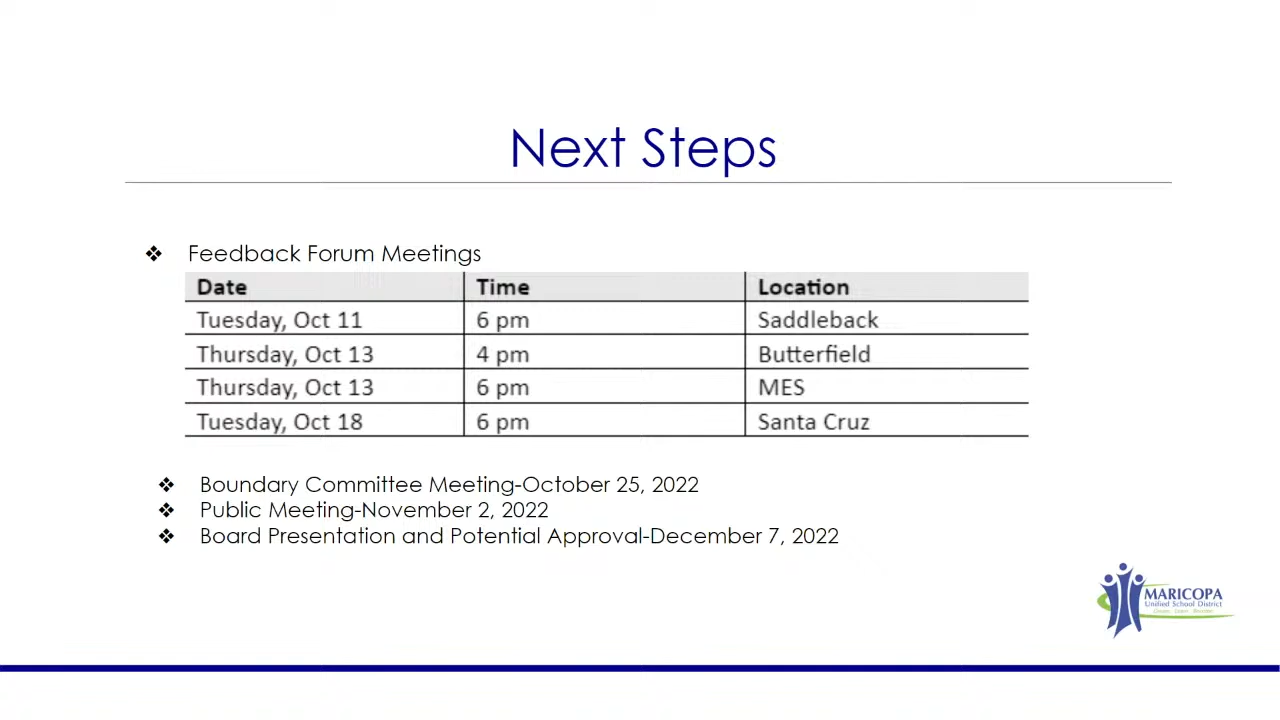 Next Steps
❖ Feedback Forum Meetings
Date Time Location
Tuesday, Oct 11 6 pm Saddleback
Thursday, Oct 13 4 pm Butterfield
Thursday, Oct 13 6 pm MES
Tuesday, Oct 18 6 pm Santa Cruz
❖ Boundary Committee Meeting-October 25, 2022
❖ Public Meeting-November 2, 2022
❖ Board Presentation and Potential Approval-December 7, 2022
MARICOPA
Unified School District